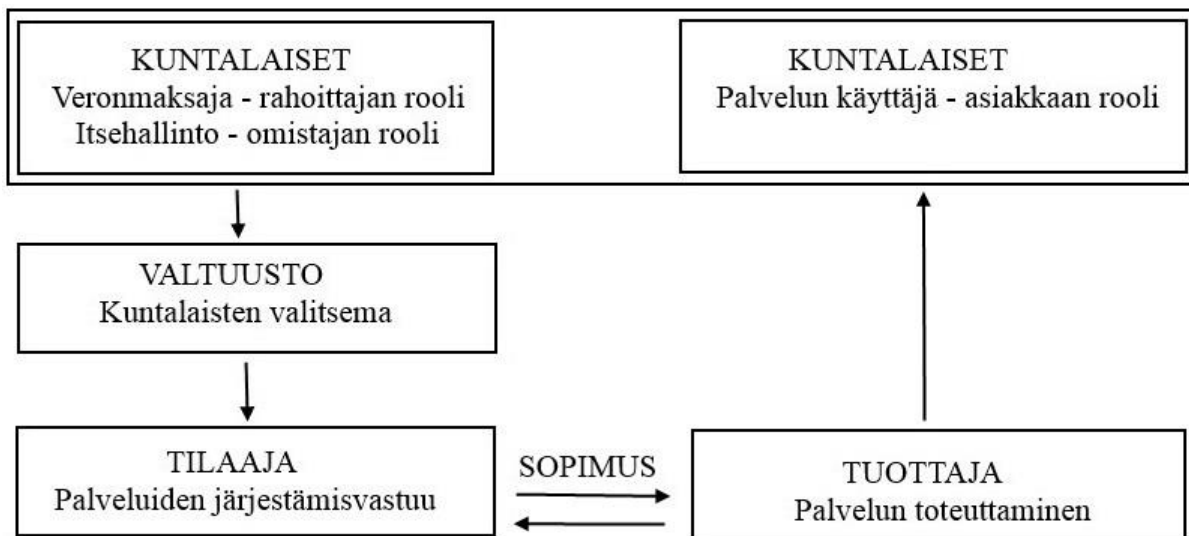 KUNTALAISET
Veronmaksaja - rahoittajan rooli
Itsehallinto - omistajan rooli
KUNTALAISET
Palvelun käyttäjä - asiakkaan rooli
VALTUUSTO
Kuntalaisten valitsema
TILAAJA
Palveluiden järjestämisvastuu
SOPIMUS
TUOTTAJA
Palvelun toteuttaminen